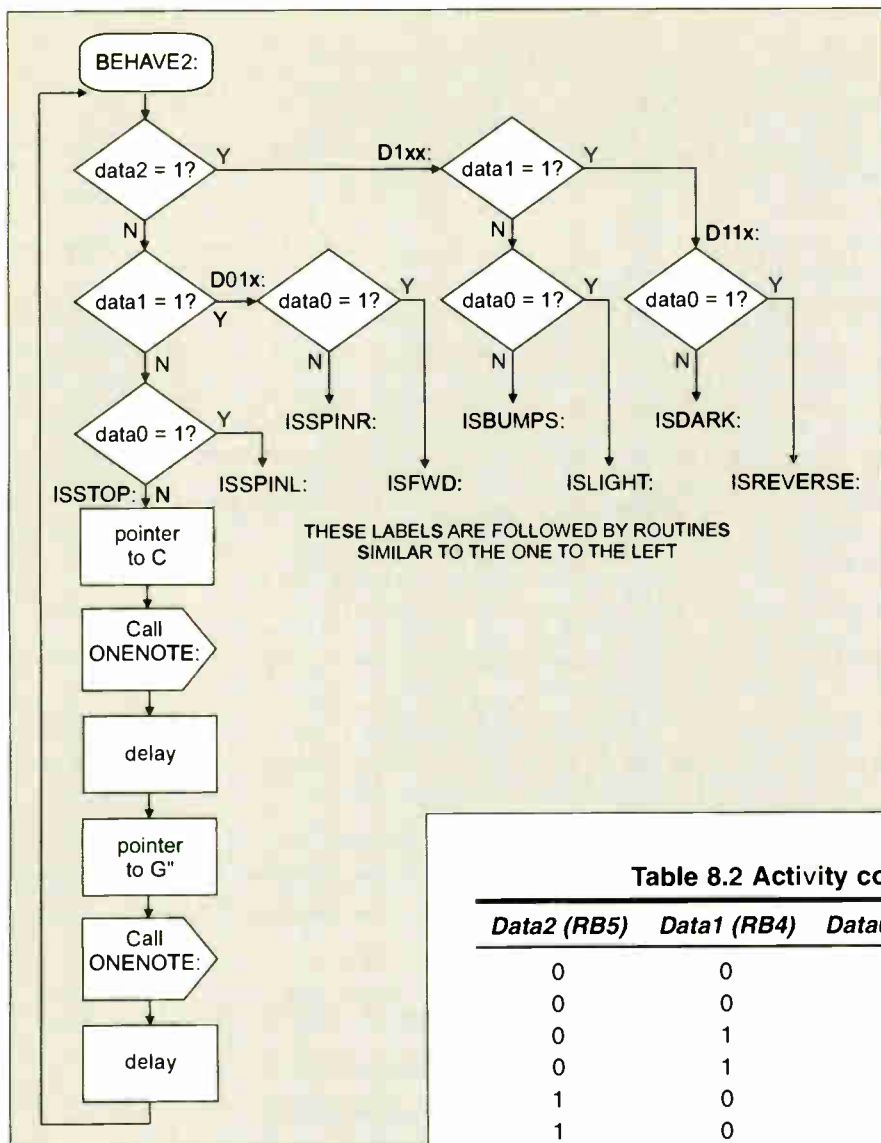 BEHAVE2:
data2 = 1?
Y
D1xx:
data1 = 1?
Y
N
N
D11x:
data1 = 1?
D01x:
Y
data0 = 1?
Y
data0 = 1?
Y
data0 = 1?
Y
N
N
N
N
data0 = 1?
Y
ISSPINR:
ISBUMPS:
ISDARK:
ISSTOP:
N
ISSPINL:
ISFWD:
ISLIGHT:
ISREVERSE:
pointer
to C
THESE LABELS ARE FOLLOWED BY ROUTINES
SIMILAR TO THE ONE TO THE LEFT
Call
ONENOTE:
delay
pointer
to G"
Call
ONENOTE:
delay
Table 8.2 Activity co
Data2 (RB5) Data1 (RB4)
0 0
0 0
0 1
0 1
1 0
1 0